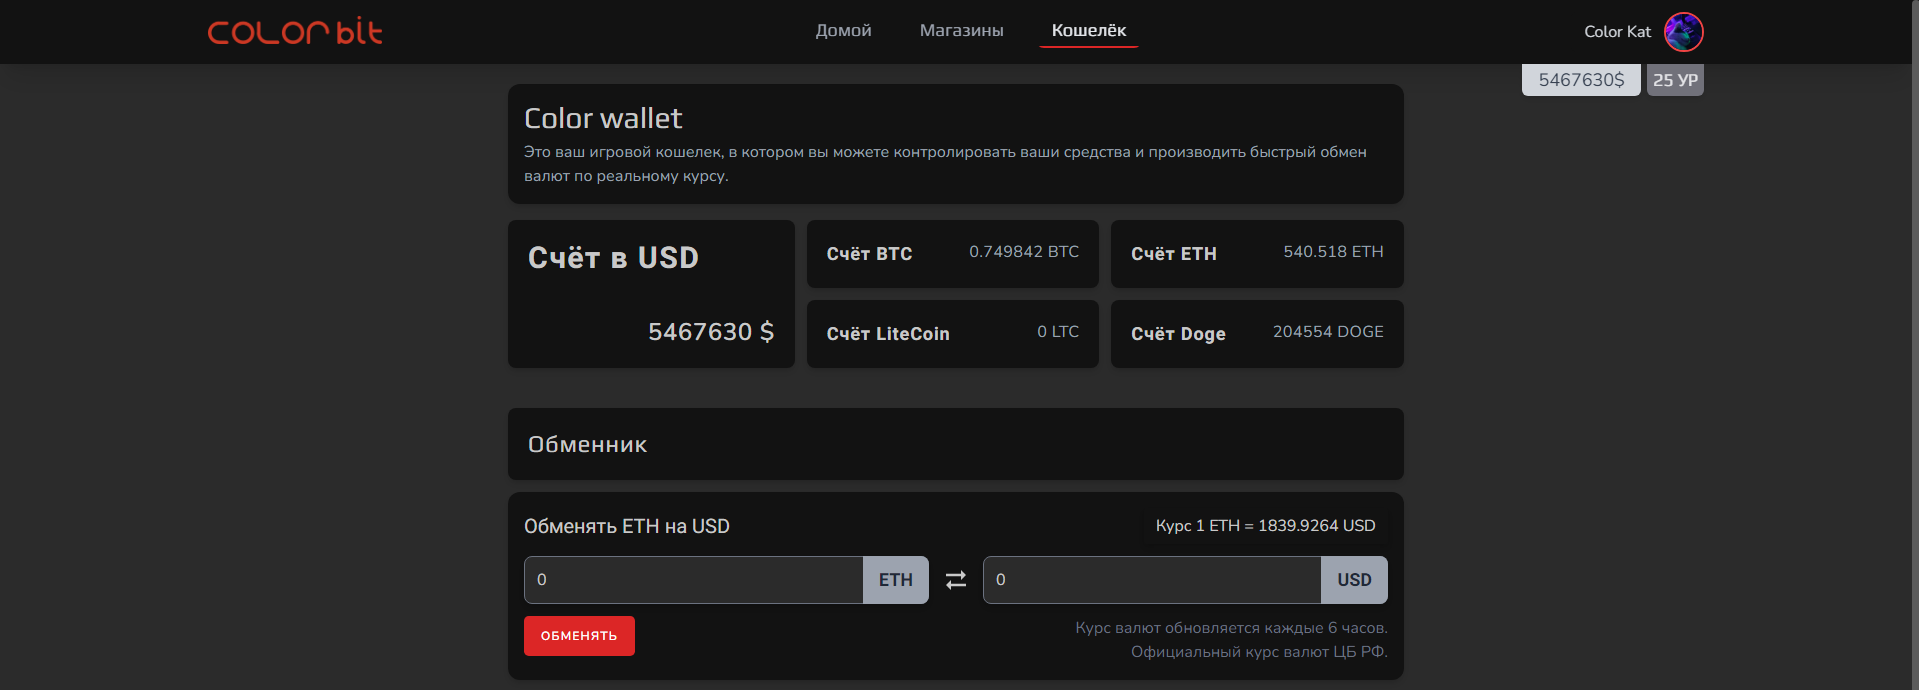 COLORbit
Домой
Магазины
Кошелёк
Color Kat
5467630$
25 УР
Color wallet
Это ваш игровой кошелек, в котором вы можете контролировать ваши средства и производить быстрый обмен
валют по реальному курсу.
Счёт в USD
5467630 $
Счёт BTC
0.749842 BTC
Счёт ETH
540.518 ETH
Счёт LiteCoin
0 LTC
Счёт Doge
204554 DOGE
Обменник
Обменять ETH на USD
Курс 1 ETH = 1839.9264 USD
0
ETH
0
USD
ОБМЕНЯТЬ
Курс валют обновляется каждые 6 часов.
Официальный курс валют ЦБ РФ.